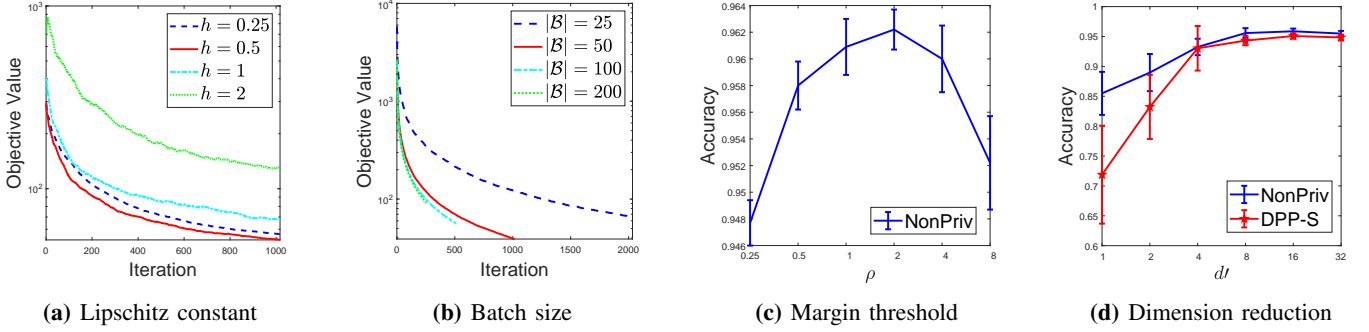 10³
10²
0
200
400
600
800
1000
Objective Value
Iteration
h = 0.25
h = 0.5
h = 1
h = 2
(a) Lipschitz constant
10⁴
10³
10²
0
500
1000
1500
2000
Objective Value
Iteration
|ℬ| = 25
|ℬ| = 50
|ℬ| = 100
|ℬ| = 200
(b) Batch size
0.964
0.962
0.96
0.958
0.956
0.954
0.952
0.95
0.948
0.946
0.25
0.5
1
2
4
8
Accuracy
ρ
NonPriv
(c) Margin threshold
1
0.95
0.9
0.85
0.8
0.75
0.7
0.65
0.6
1
2
4
8
16
32
Accuracy
d′
NonPriv
DPP-S
(d) Dimension reduction